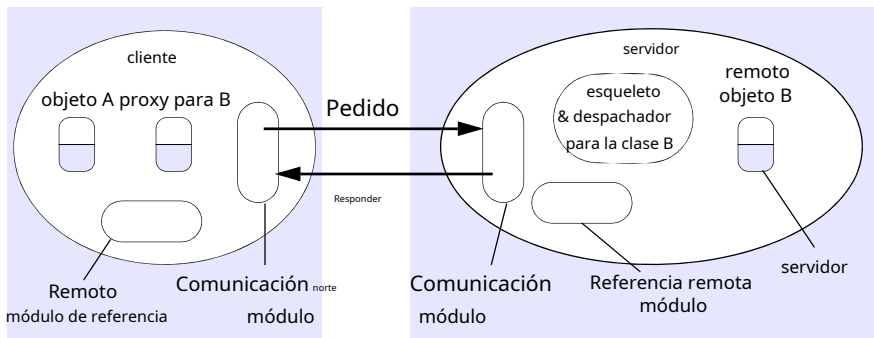 cliente
objeto A proxy para B
Remoto
módulo de referencia
Comunicación norte
módulo
Pedido
Responder
servidor
esqueleto
& despachador
para la clase B
remoto
objeto B
Comunicación
módulo
Referencia remota
módulo
servidor